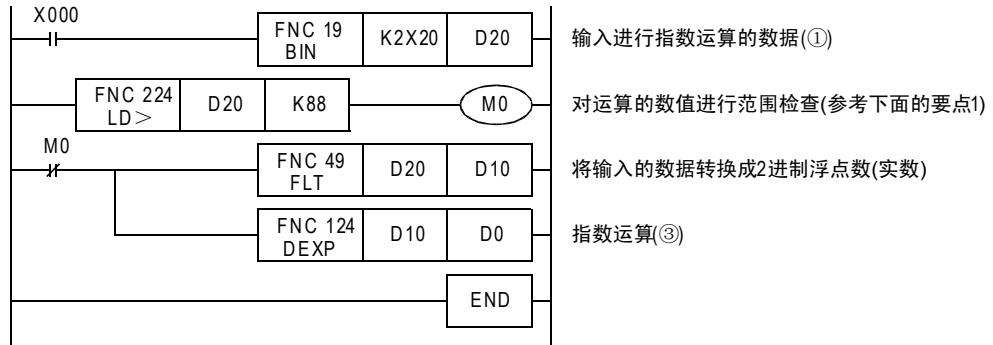 X000
FNC 19
BIN
K2X20
D20
输入进行指数运算的数据(①)
FNC 224
LD＞
D20
K88
M0
对运算的数值进行范围检查(参考下面的要点1)
M0
FNC 49
FLT
D20
D10
将输入的数据转换成2进制浮点数(实数)
FNC 124
DEXP
D10
D0
指数运算(③)
END